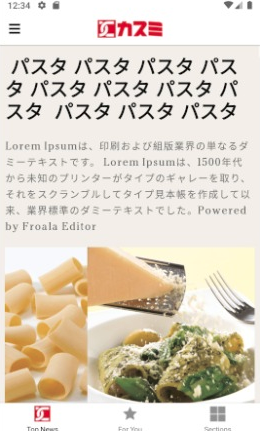 12:34
カスミ
パスタ パスタ パスタ パス
タ パスタ パスタ パスタ パ
スタ パスタ パスタ パスタ
Lorem Ipsumは、印刷および組版業界の単なるダ
ミーテキストです。 Lorem Ipsumは、1500年代
から未知のプリンターがタイプのギャレーを取り、
それをスクランブルしてタイプ見本帳を作成して以
来、業界標準のダミーテキストでした。Powered
by Froala Editor
Top News
For You
Sections